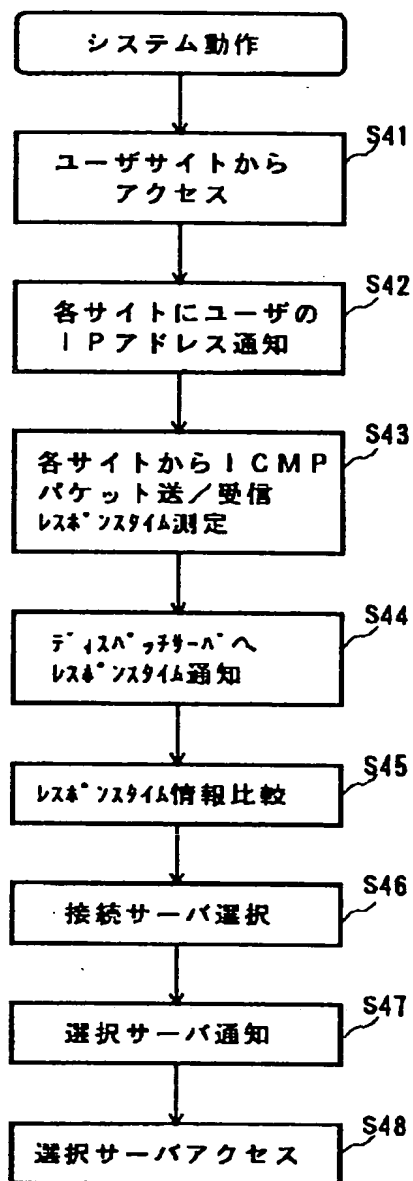 システム動作
S41
ユーザサイトから
アクセス
S42
各サイトにユーザの
IPアドレス通知
S43
各サイトからICMP
パケット送/受信
レスポンスタイム測定
S44
ディスパッチサーバへ
レスポンスタイム通知
S45
レスポンスタイム情報比較
S46
接続サーバ選択
S47
選択サーバ通知
S48
選択サーバアクセス